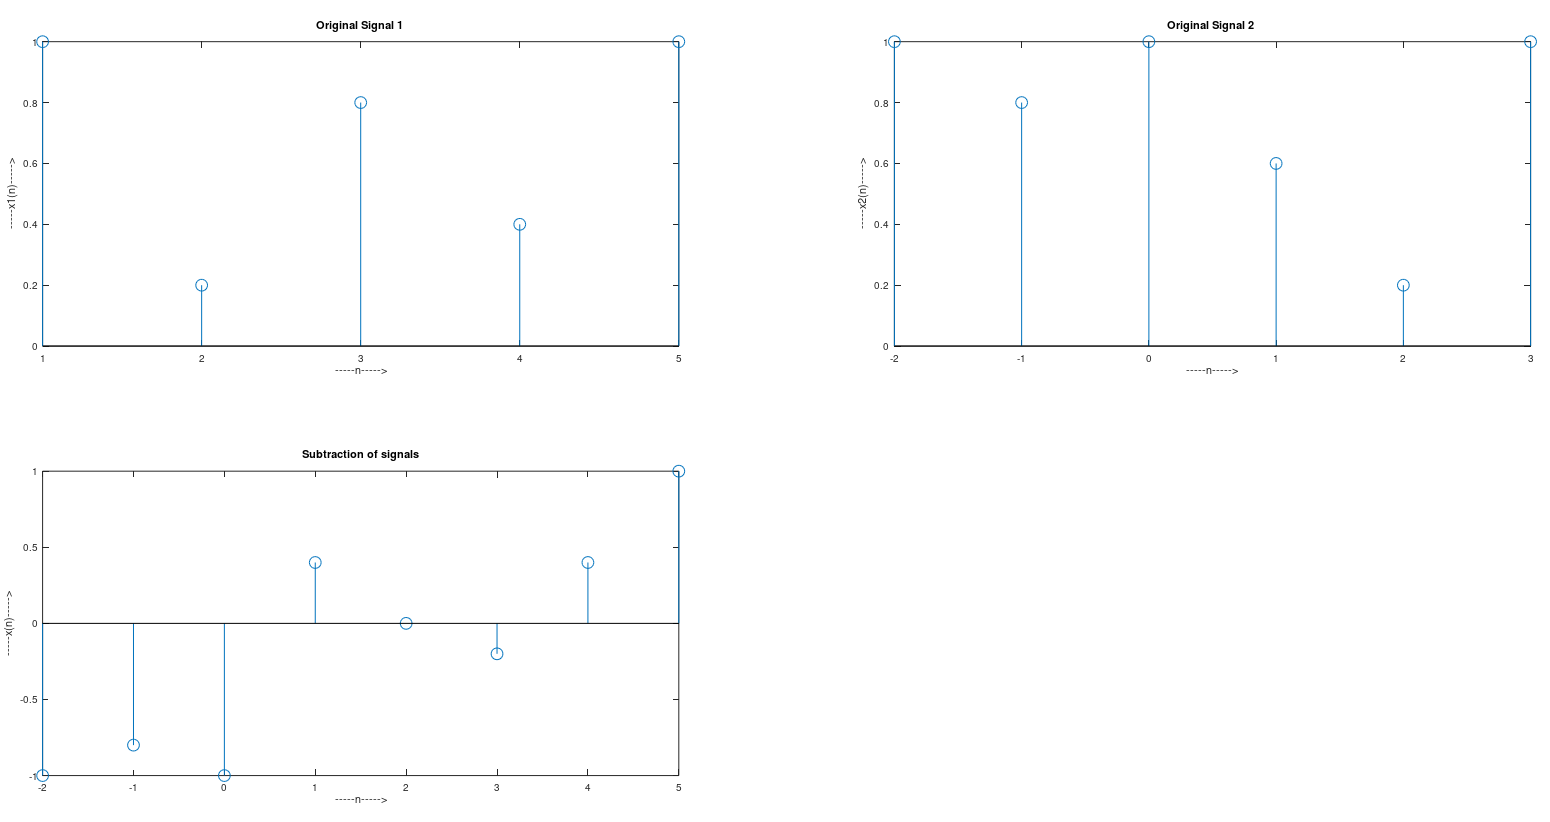 Original Signal 1
1
0.8
0.6
0.4
0.2
0
1 2 3 4 5
-----x1(n)----->
-----n----->
Original Signal 2
1
0.8
0.6
0.4
0.2
0
-2 -1 0 1 2 3
-----x2(n)----->
-----n----->
Subtraction of signals
1
0.5
0
-0.5
-1
-2 -1 0 1 2 3 4 5
-----x(n)----->
-----n----->